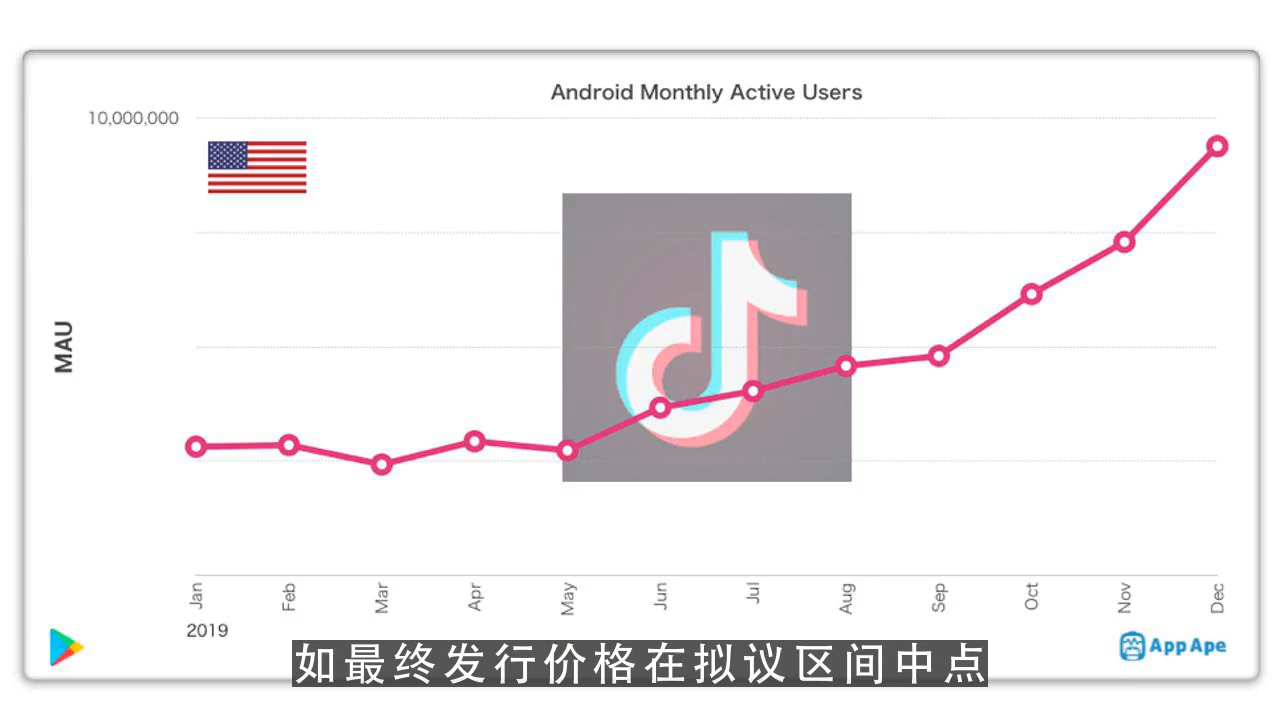 Android Monthly Active Users
10,000,000
MAU
Jan Feb Mar Apr May Jun Jul Aug Sep Oct Nov Dec
2019
App Ape
如最终发行价格在拟议区间中点